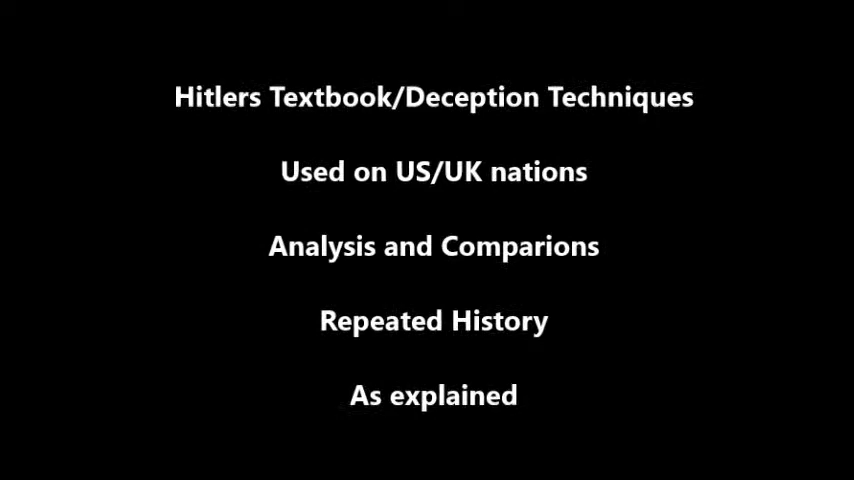 Hitlers Textbook/Deception Techniques
Used on US/UK nations
Analysis and Comparions
Repeated History
As explained